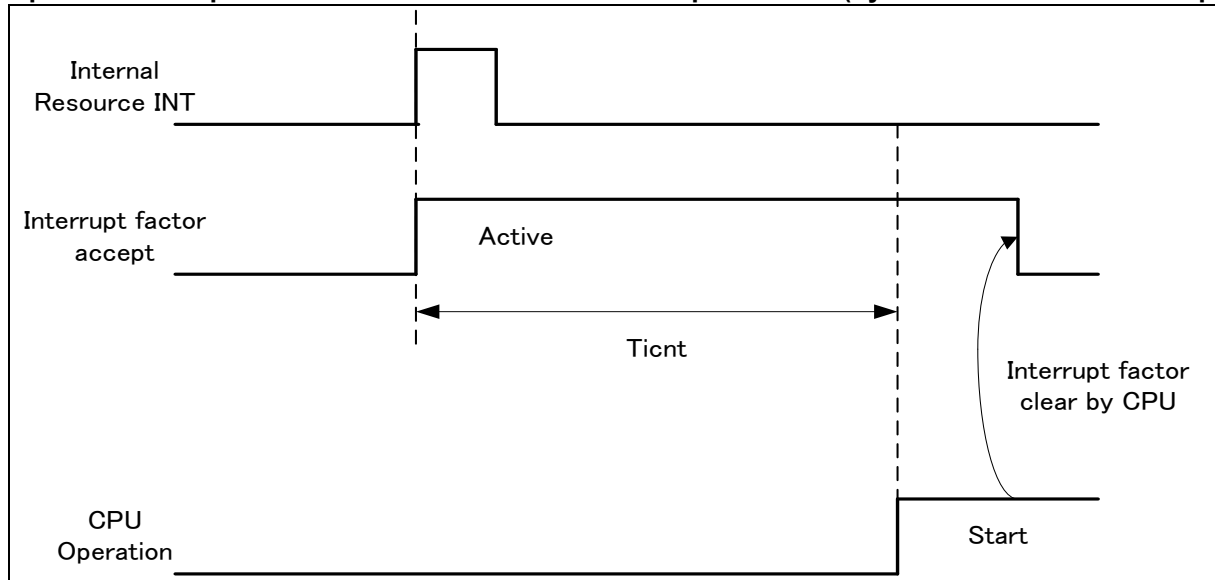 Internal
Resource INT
Interrupt factor
accept
Active
Ticnt
Interrupt factor
clear by CPU
CPU
Operation
Start